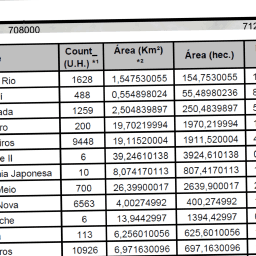 708000 712
Count_ (U.H.) *¹ Área (Km²) *² Área (hec.)
Rio 1628 1,547530055 154,7530055
488 0,554898024 55,48980236
ada 1259 2,504839897 250,4839897
ro 200 19,70219994 1970,219994
iros 9448 19,11520004 1911,520004
e II 6 39,24610138 3924,610138
nia Japonesa 10 8,074170113 807,4170113
Meio 700 26,39900017 2639,900017
Nova 6563 4,00274992 400,274992
che 6 13,9442997 1394,42997
113 6,256010056 625,6010056
ros 10926 6,971630096 697,1630096